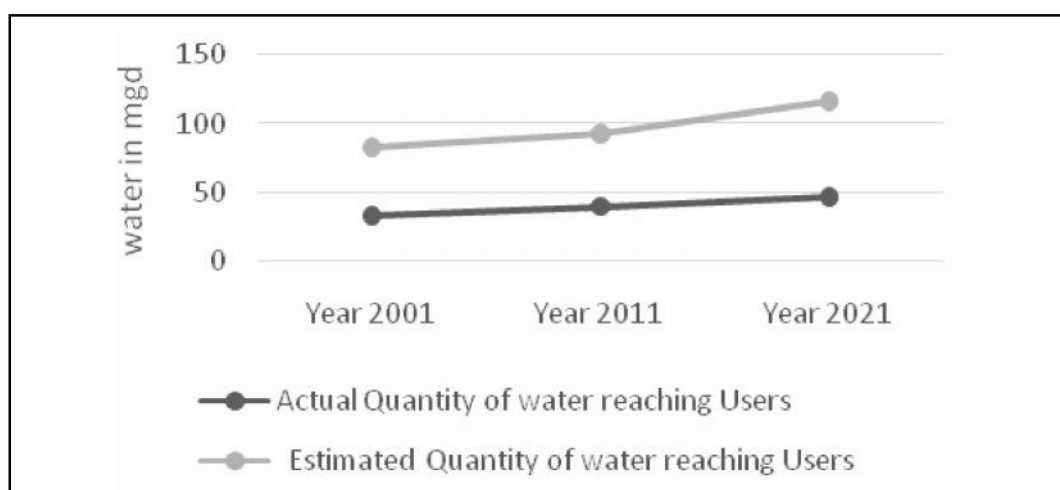 150
100
50
0
water in mgd
Year 2001 Year 2011 Year 2021
Actual Quantity of water reaching Users
Estimated Quantity of water reaching Users